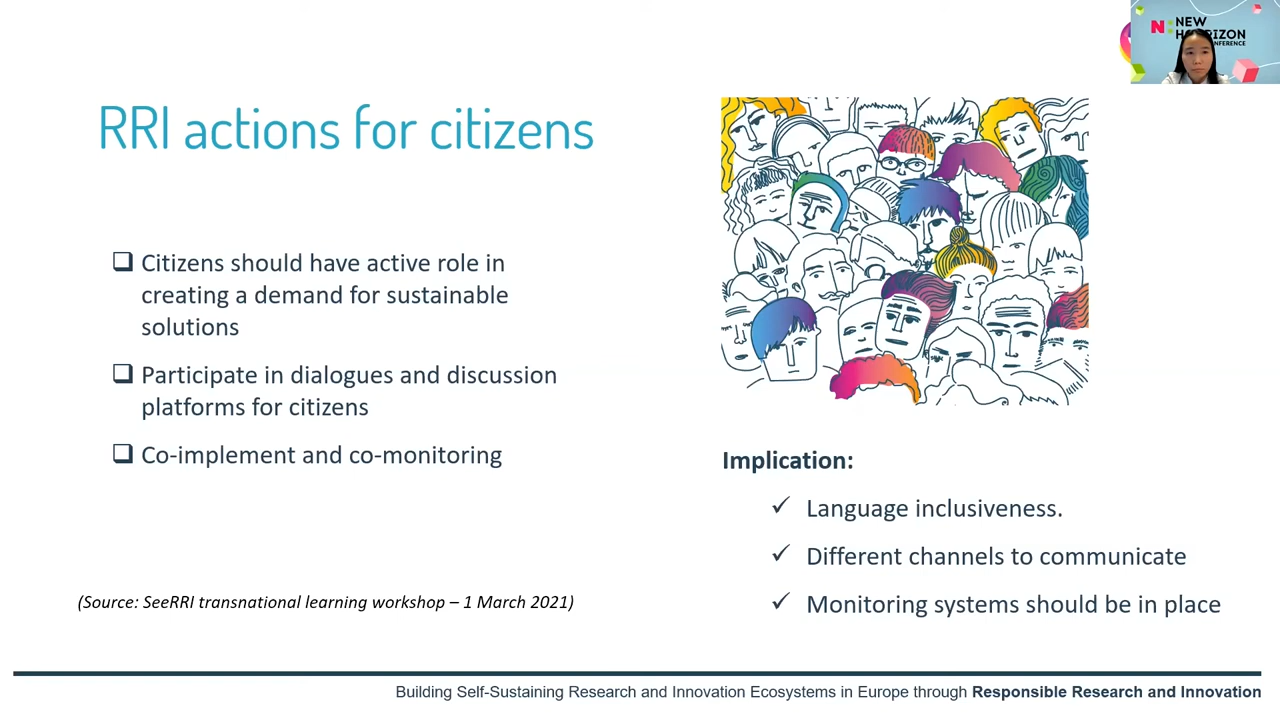 NEW
N: HORIZON
CONFERENCE
RRI actions for citizens
Citizens should have active role in
creating a demand for sustainable
solutions
Participate in dialogues and discussion
platforms for citizens
Co-implement and co-monitoring
(Source: SeeRRI transnational learning workshop – 1 March 2021)
Implication:
Language inclusiveness.
Different channels to communicate
Monitoring systems should be in place
Building Self-Sustaining Research and Innovation Ecosystems in Europe through Responsible Research and Innovation